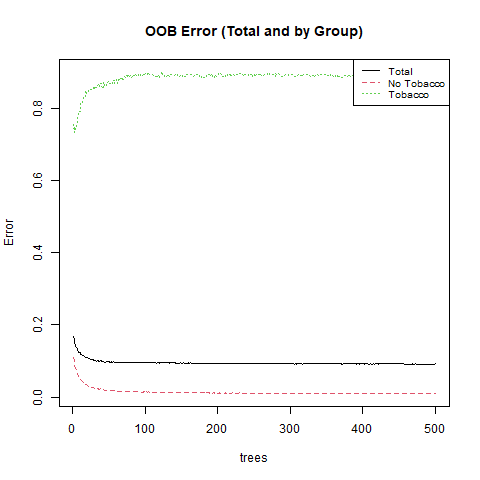 OOB Error (Total and by Group)
Total
No Tobacco
Tobacco
0.8
0.6
0.4
0.2
0.0
Error
0 100 200 300 400 500
trees